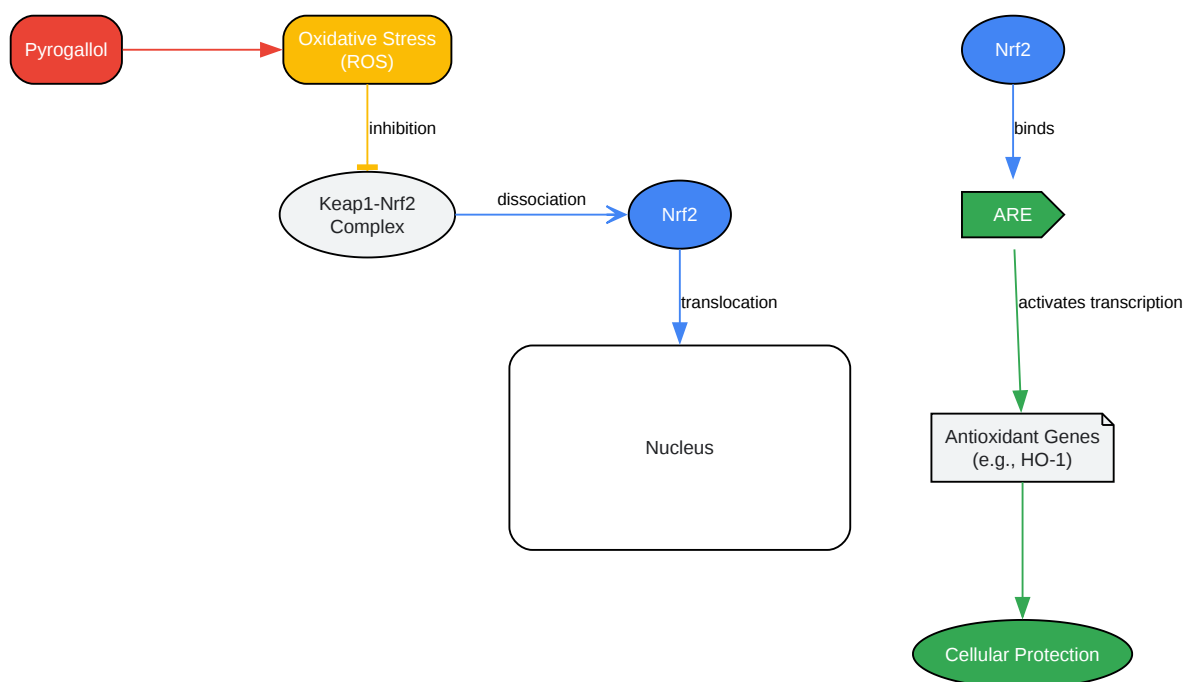 Pyrogallol
Oxidative Stress
(ROS)
inhibition
Keap1-Nrf2
Complex
dissociation
Nrf2
translocation
Nucleus
Nrf2
binds
ARE
activates transcription
Antioxidant Genes
(e.g., HO-1)
Cellular Protection